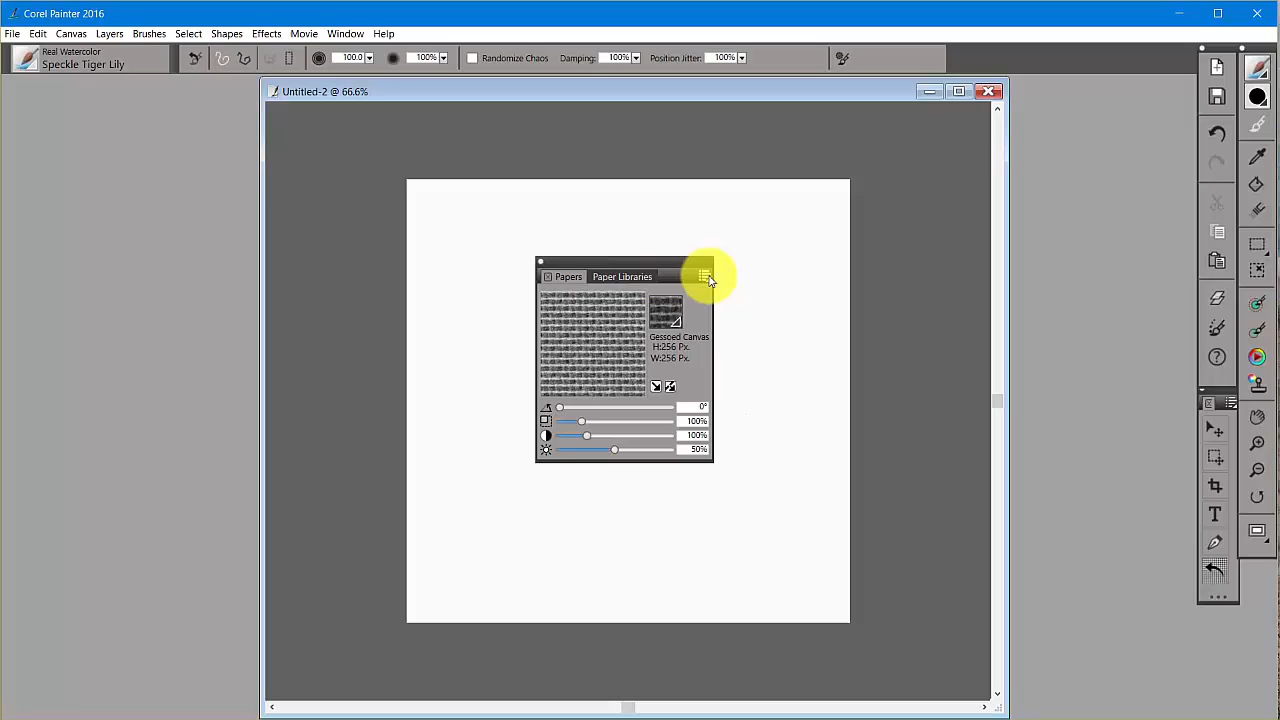 Corel Painter 2016
File Edit Canvas Layers Brushes Select Shapes Effects Movie Window Help
Real Watercolor
Speckle Tiger Lily
100.0 100% Randomize Chaos Damping: 100% Position Jitter: 100%
Untitled-2 @ 66.6%
Papers Paper Libraries
Gessoed Canvas
H:256 Px.
W:256 Px.
0°
100%
100%
50%